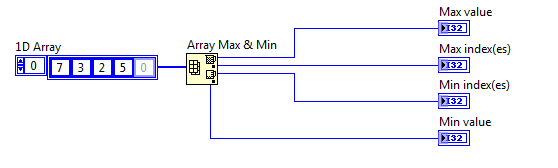 Max value
I32
1D Array
Array Max & Min
0
7 3 2 5 0
Max index(es)
I32
Min index(es)
I32
Min value
I32